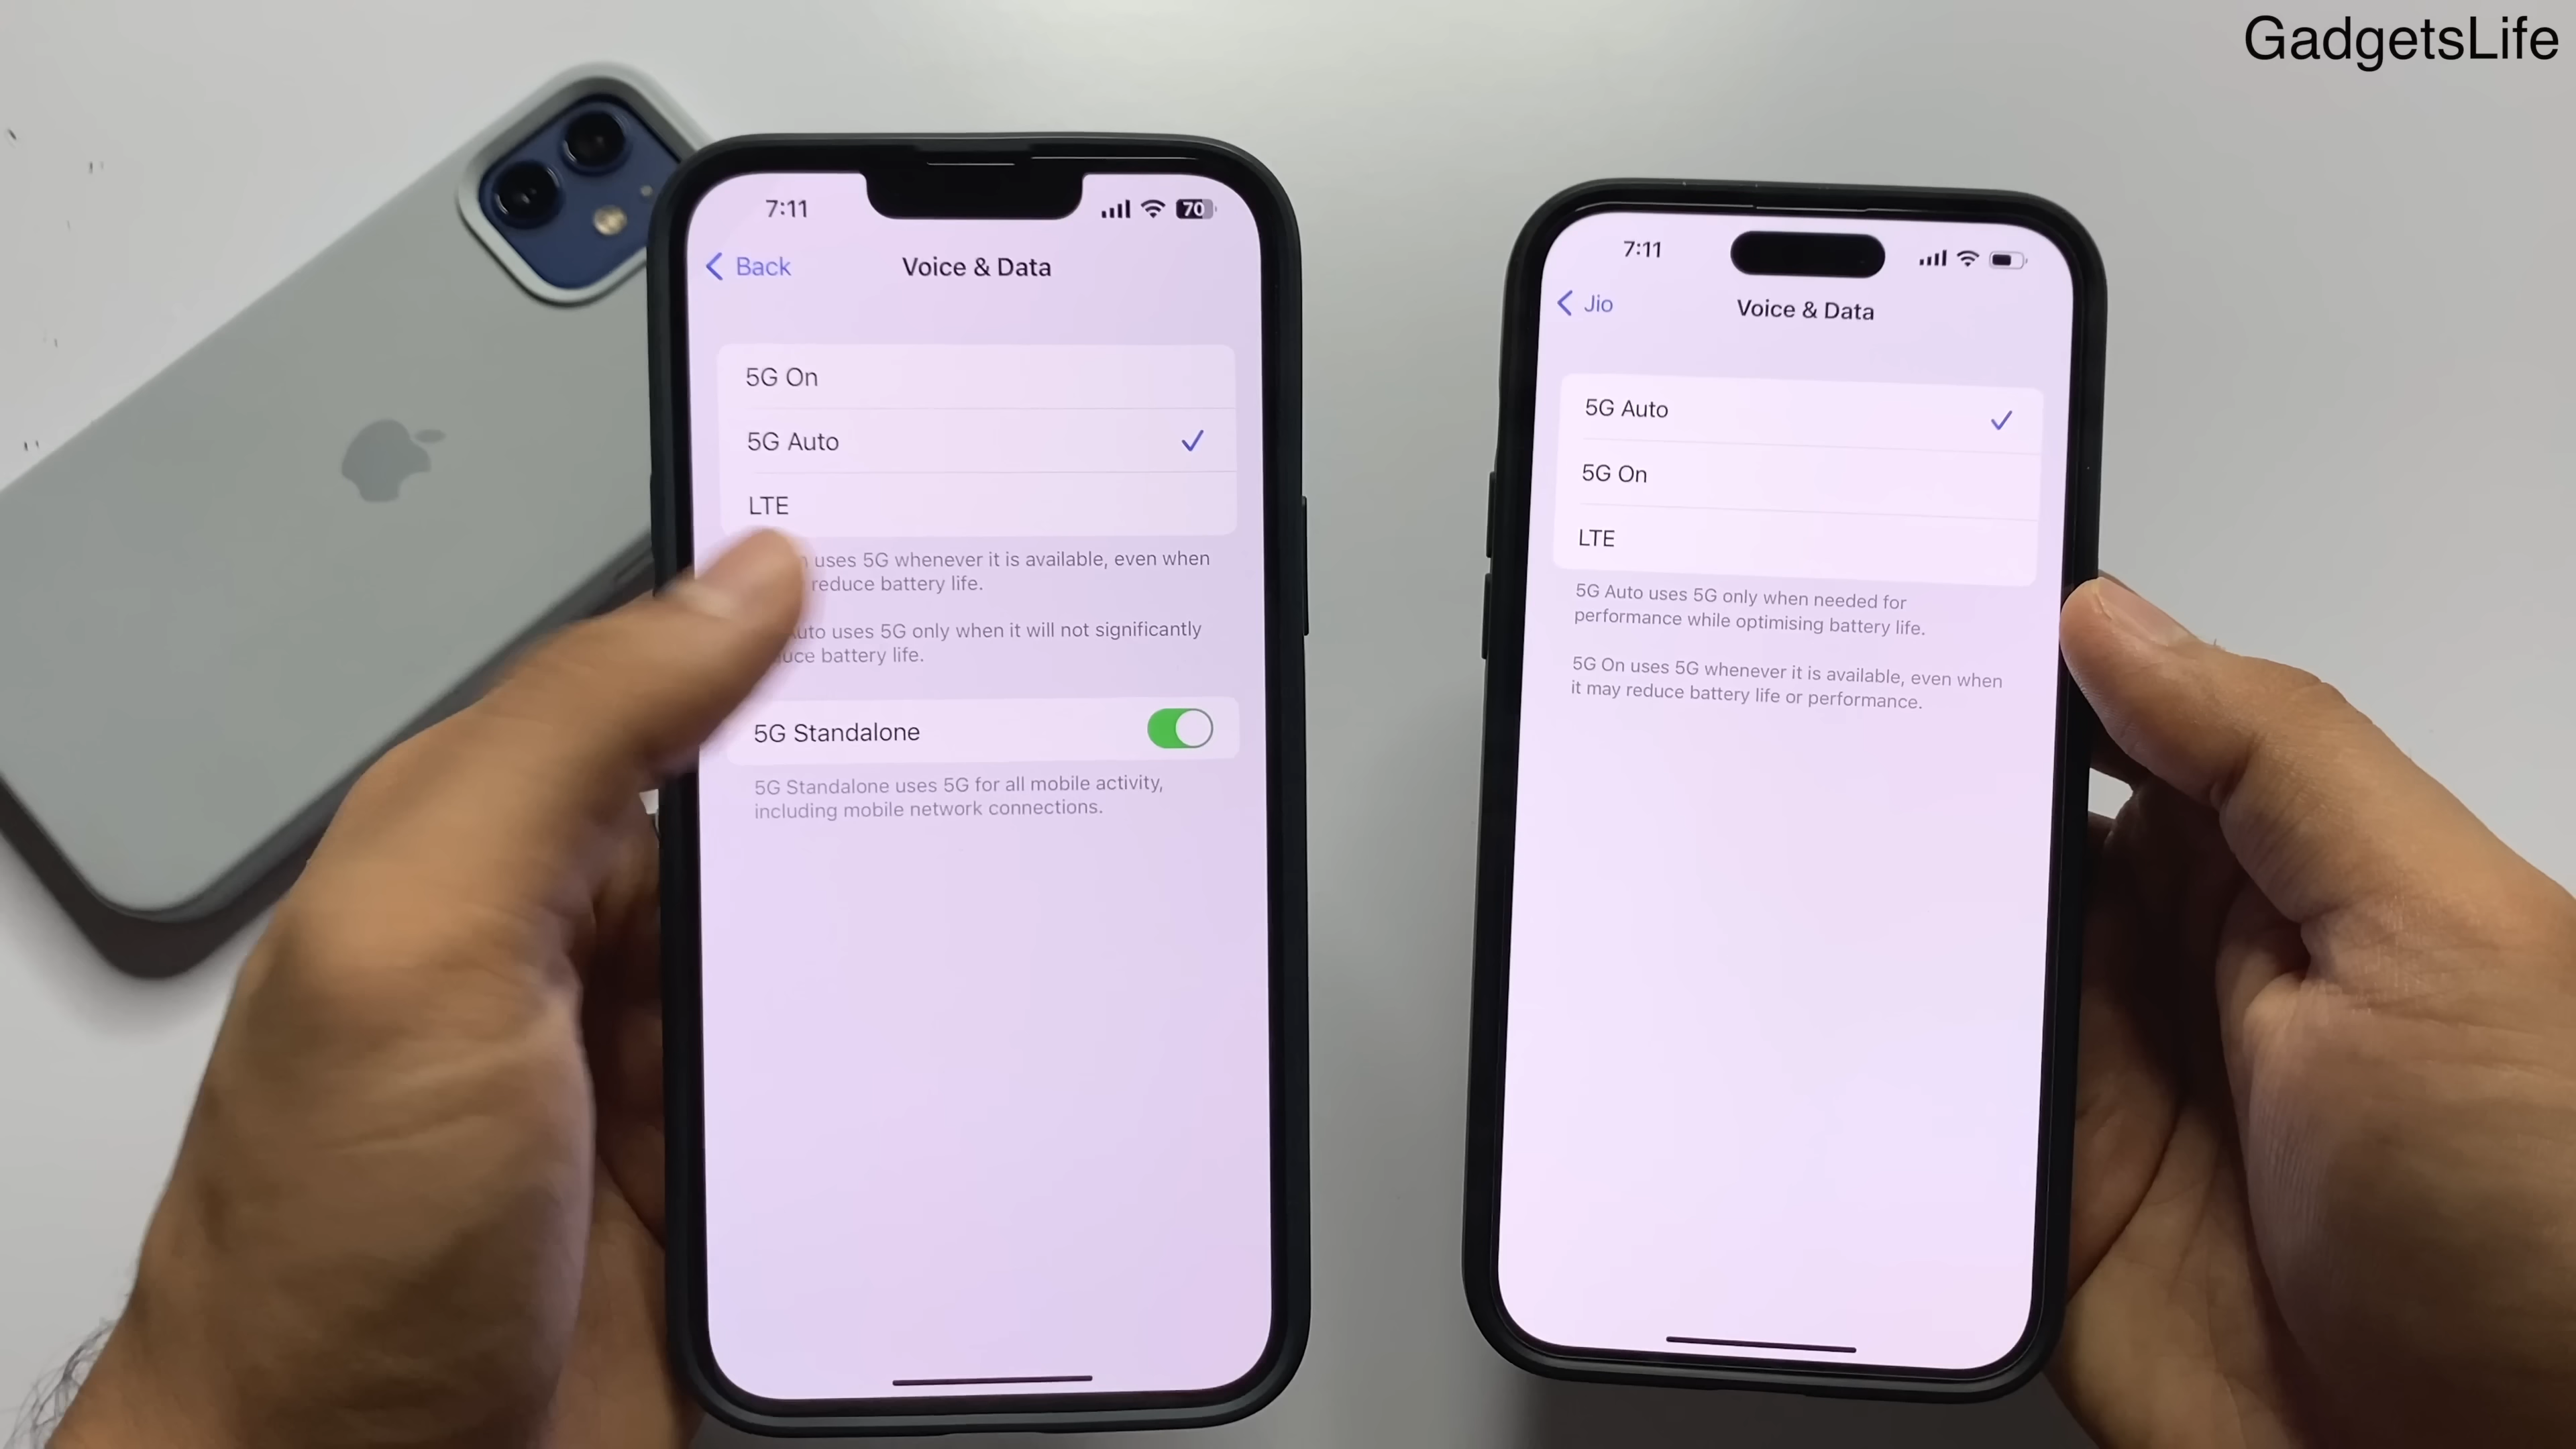 GadgetsLife
7:11
70
Back
Voice & Data
5G On
5G Auto
LTE
uses 5G whenever it is available, even when
reduce battery life.
uses 5G only when it will not significantly
battery life.
5G Standalone
5G Standalone uses 5G for all mobile activity,
including mobile network connections.
7:11
Jio
Voice & Data
5G Auto
5G On
LTE
5G Auto uses 5G only when needed for
performance while optimising battery life.
5G On uses 5G whenever it is available, even when
it may reduce battery life or performance.